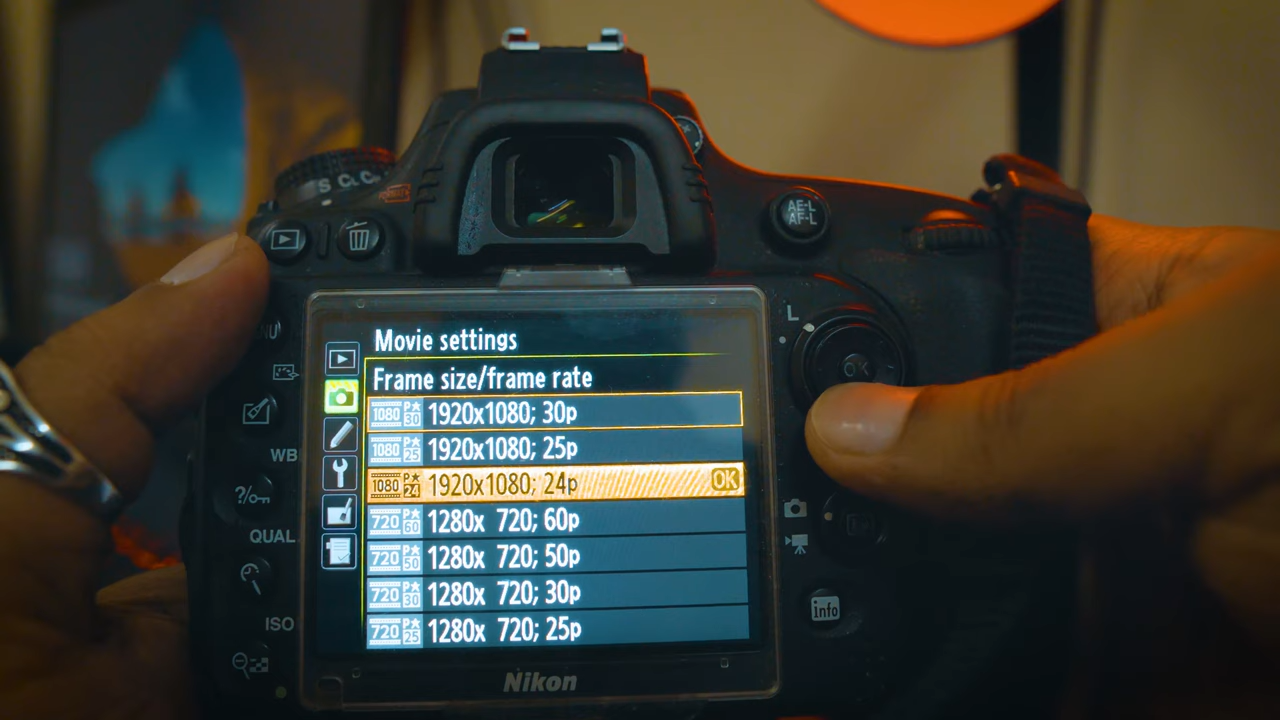 S CL CH
AE-L
AF-L
L
Movie settings
Frame size/frame rate
1080 P★ 30 1920x1080; 30p
1080 P★ 25 1920x1080; 25p
1080 P★ 24 1920x1080; 24p OK
720 P★ 60 1280x 720; 60p
720 P★ 50 1280x 720; 50p
720 P★ 30 1280x 720; 30p
720 P★ 25 1280x 720; 25p
OK
WB
?
QUAL
ISO
info
Nikon